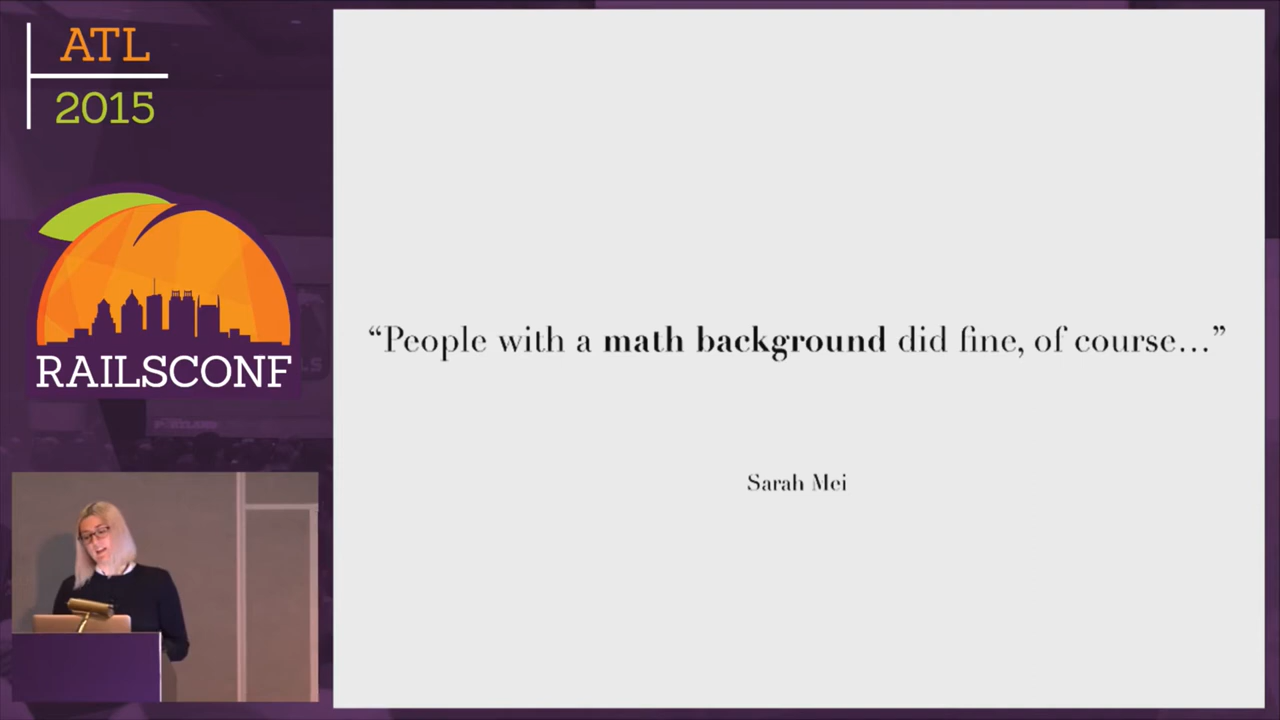 ATL
2015
RAILSCONF
“People with a math background did fine, of course...”
Sarah Mei